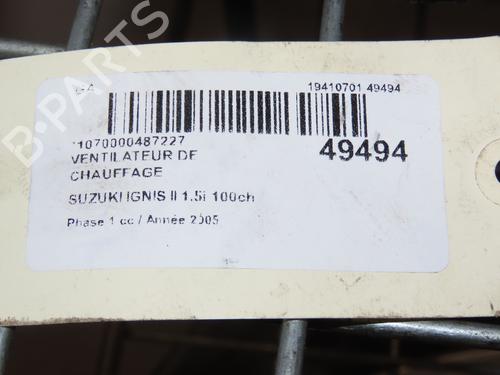 19410701 49494
1070000487227
49494
VENTILATEUR DE
CHAUFFAGE
SUZUKI IGNIS II 1.5i 100ch
Phase 1 cc / Année 2005
B-PARTS